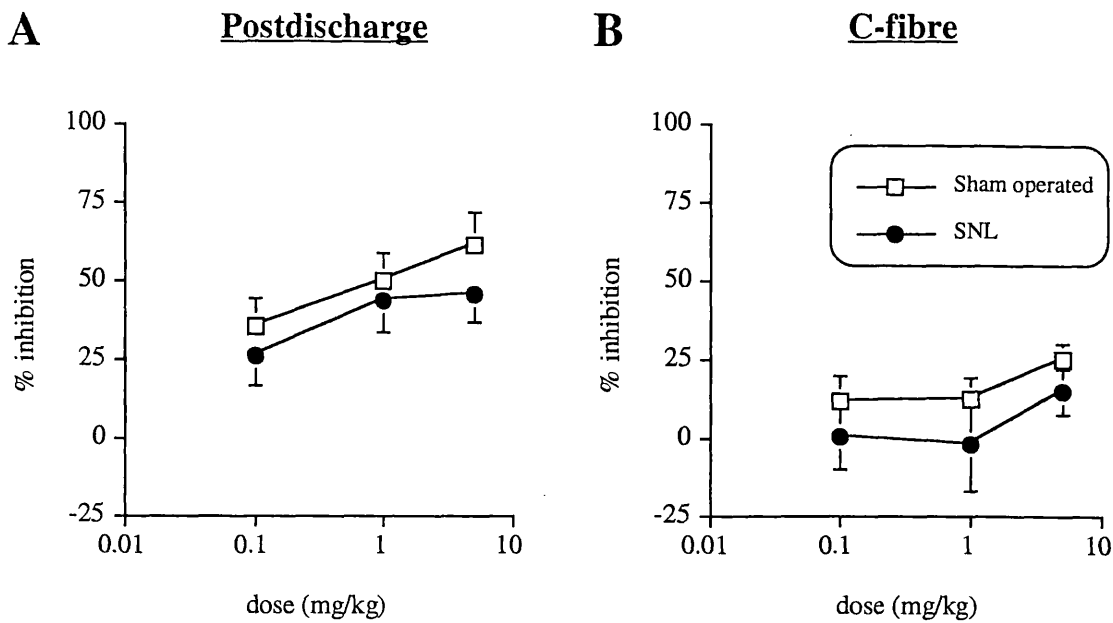 A
Postdischarge
100
75
50
25
0
-25
0.01
0.1
1
10
% inhibition
dose (mg/kg)
B
C-fibre
100
75
50
25
0
-25
0.01
0.1
1
10
% inhibition
dose (mg/kg)
Sham operated
SNL